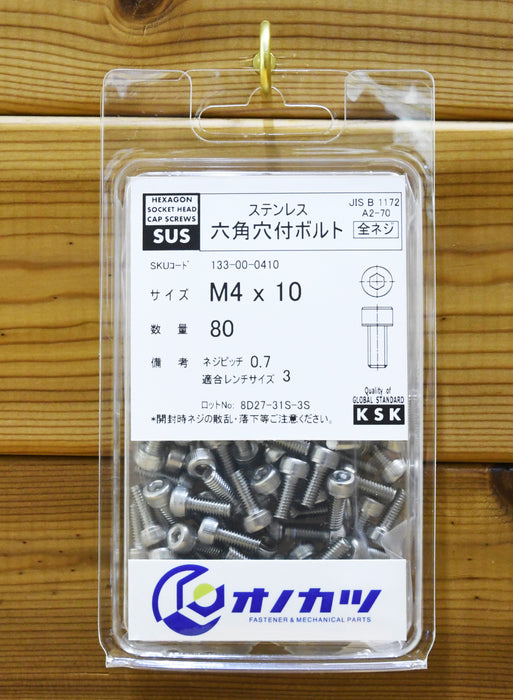 HEXAGON
SOCKET HEAD
CAP SCREWS
SUS
ステンレス
六角穴付ボルト
JIS B 1172
A2-70
全ネジ
SKUコード 133-00-0410
サイズ M4 x 10
数量 80
備考 ネジピッチ 0.7
適合レンチサイズ 3
Quality of
GLOBAL STANDARD
KSK
ロットNo: 8D27-31S-3S
*開封時ネジの散乱・落下等ご注意ください。
オノカツ
FASTENER & MECHANICAL PARTS